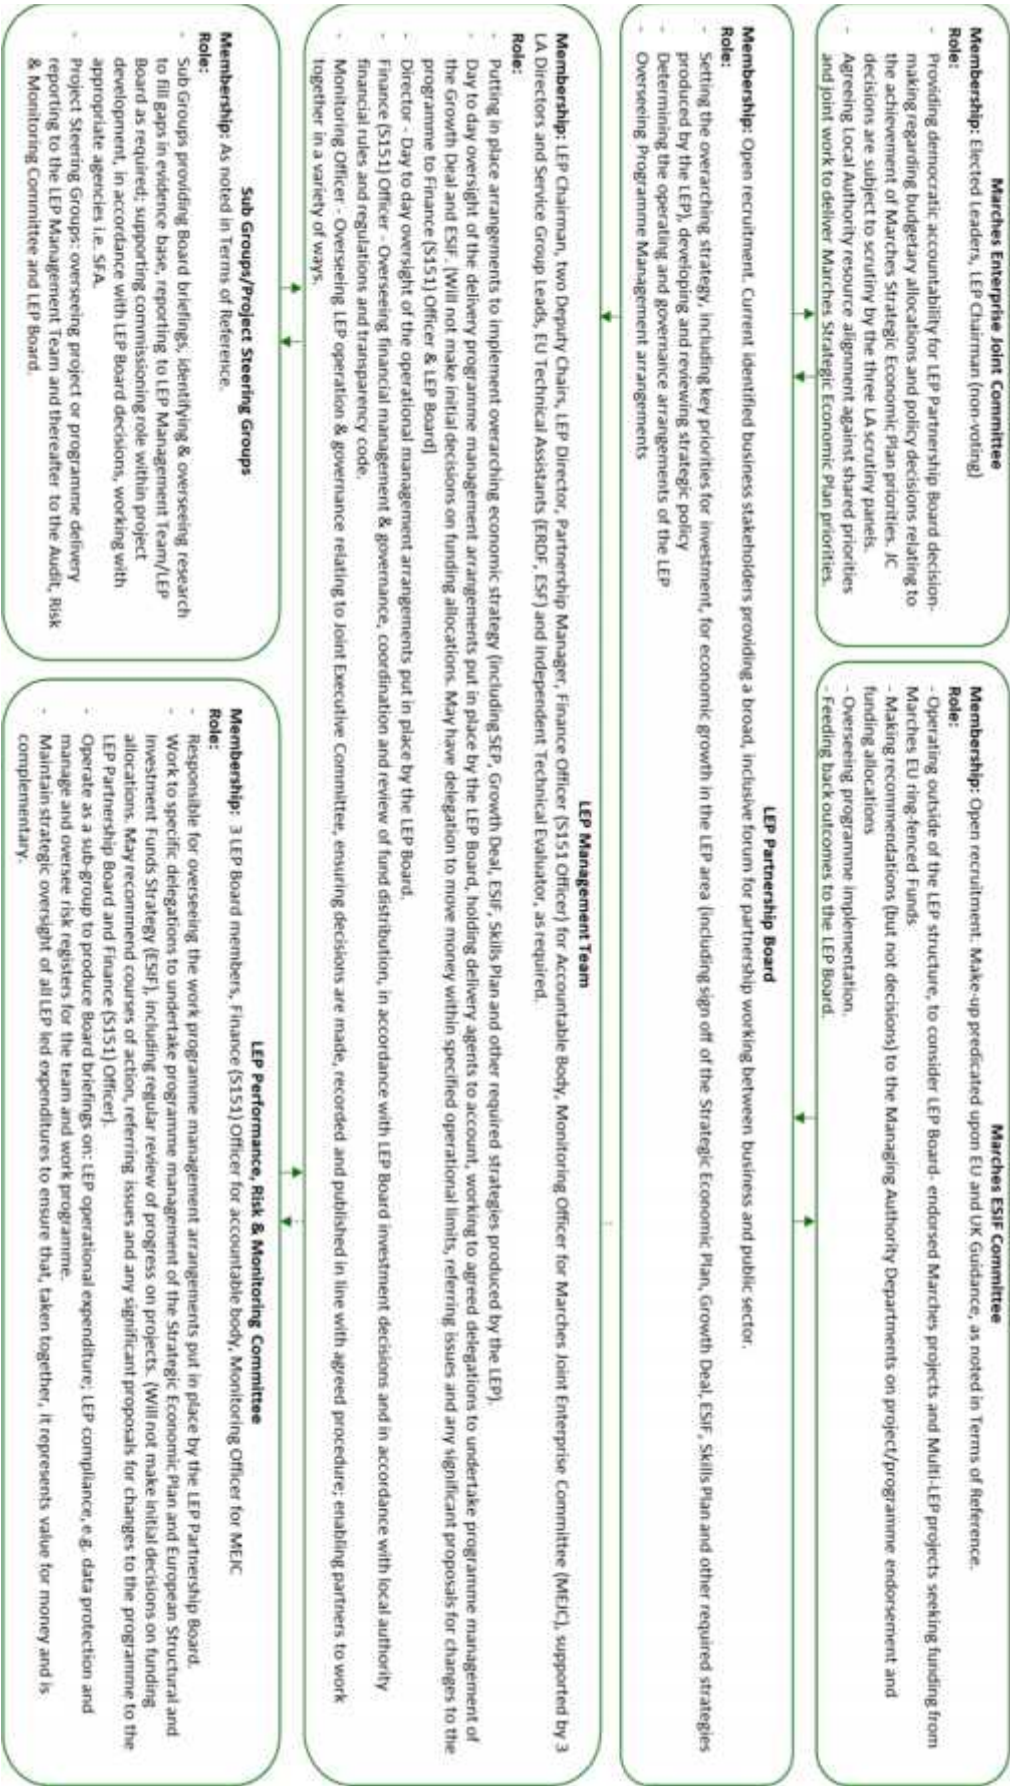 Marches Enterprise Joint Committee
Membership: Elected Leaders, LEP Chairman (non-voting)
Role:
- Providing democratic accountability for LEP Partnership Board decision-
making regarding budgetary allocations and policy decisions relating to
the achievement of Marches Strategic Economic Plan priorities. JC
decisions are subject to scrutiny by the three LA scrutiny panels.
- Agreeing Local Authority resource alignment against shared priorities
and joint work to deliver Marches Strategic Economic Plan priorities.
Marches ESIF Committee
Membership: Open recruitment. Make-up predicated upon EU and UK Guidance, as noted in Terms of Reference.
Role:
- Operating outside of the LEP structure, to consider LEP Board- endorsed Marches projects and Multi-LEP projects seeking funding from
Marches EU ring-fenced Funds
- Making recommendations (but not decisions) to the Managing Authority Departments on project/programme endorsement and
funding allocations
- Overseeing programme implementation.
- Feeding back outcomes to the LEP Board.
LEP Partnership Board
Membership: Open recruitment. Current identified business stakeholders providing a broad, inclusive forum for partnership working between business and public sector.
Role:
- Setting the overarching strategy, including key priorities for investment, for economic growth in the LEP area (including sign off of the Strategic Economic Plan, Growth Deal, ESIF, Skills Plan and other required strategies
produced by the LEP), developing and reviewing strategic policy
- Determining the operating and governance arrangements of the LEP
- Overseeing Programme Management arrangements
LEP Management Team
Membership: LEP Chairman, two Deputy Chairs, LEP Director, Partnership Manager, Finance Officer (S151 Officer) for Accountable Body, Monitoring Officer for Marches Joint Enterprise Committee (MEJC), supported by 3
LA Directors and Service Group Leads, EU Technical Assistants (ERDF, ESF) and Independent Technical Evaluator, as required.
Role:
- Putting in place arrangements to implement overarching economic strategy (including SEP, Growth Deal, ESIF, Skills Plan and other required strategies produced by the LEP).
- Day to day oversight of the delivery programme management arrangements put in place by the LEP Board, holding delivery agents to account, working to agreed delegations to undertake programme management of
the Growth Deal and ESIF. (Will not make initial decisions on funding allocations. May have delegation to move money within specified operational limits, referring issues and any significant proposals for changes to the
programme to Finance (S151) Officer & LEP Board)
- Director - Day to day oversight of the operational management arrangements put in place by the LEP Board.
- Finance (S151) Officer - Overseeing financial management & governance, coordination and review of fund distribution, in accordance with LEP Board investment decisions and in accordance with local authority
financial rules and regulations and transparency code.
- Monitoring Officer - Overseeing LEP operation & governance relating to Joint Executive Committee, ensuring decisions are made, recorded and published in line with agreed procedure; enabling partners to work
together in a variety of ways.
Sub Groups/Project Steering Groups
Membership: As noted in Terms of Reference.
Role:
- Sub Groups providing Board briefings, identifying & overseeing research
to fill gaps in evidence base, reporting to LEP Management Team/LEP
Board as required; supporting commissioning role within project
development, in accordance with LEP Board decisions, working with
appropriate agencies i.e. SFA.
- Project Steering Groups: overseeing project or programme delivery
reporting to the LEP Management Team and thereafter to the Audit, Risk
& Monitoring Committee and LEP Board.
LEP Performance, Risk & Monitoring Committee
Membership: 3 LEP Board members, Finance (S151) Officer for accountable body, Monitoring Officer for MEJC
Role:
- Responsible for overseeing the work programme management arrangements put in place by the LEP Partnership Board.
- Work to specific delegations to undertake programme management of the Strategic Economic Plan and European Structural and
Investment Funds Strategy (ESIF), including regular review of progress on projects. (Will not make initial decisions on funding
allocations. May recommend courses of action, referring issues and any significant proposals for changes to the programme to the
LEP Partnership Board and Finance (S151) Officer).
- Operate as a sub-group to produce Board briefings on: LEP operational expenditure; LEP compliance, e.g. data protection and
manage and oversee risk registers for the team and work programme.
- Maintain strategic oversight of all LEP led expenditures to ensure that, taken together, it represents value for money and is
complementary.